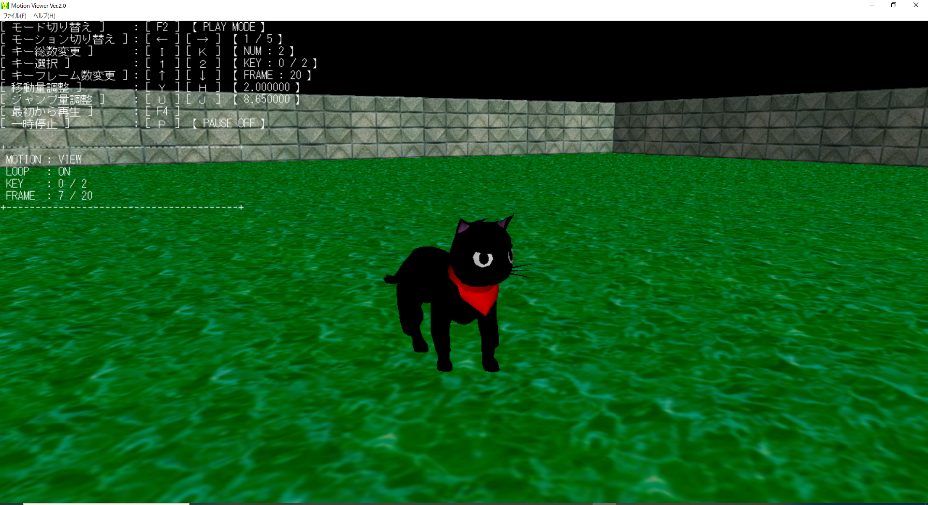 Motion Viewer Ver.2.0
ファイル(F) ヘルプ(H)
[ モード切り替え ] : [ F2 ] 【 PLAY MODE 】
[ モーション切り替え ] : [ ← ] [ → ] 【 1 / 5 】
[ キー総数変更 ] : [ I ] [ K ] 【 NUM : 2 】
[ キー選択 ] : [ 1 ] [ 2 ] 【 KEY : 0 / 2 】
[ キーフレーム数変更 ] : [ ↑ ] [ ↓ ] 【 FRAME : 20 】
[ 移動量調整 ] : [ Y ] [ H ] 【 2.000000 】
[ ジャンプ量調整 ] : [ U ] [ J ] 【 8.650000 】
[ 最初から再生 ] : [ F4 ]
[ 一時停止 ] : [ P ] 【 PAUSE OFF 】
+----------------------------------------+
MOTION : VIEW
LOOP : ON
KEY : 0 / 2
FRAME : 7 / 20
+----------------------------------------+